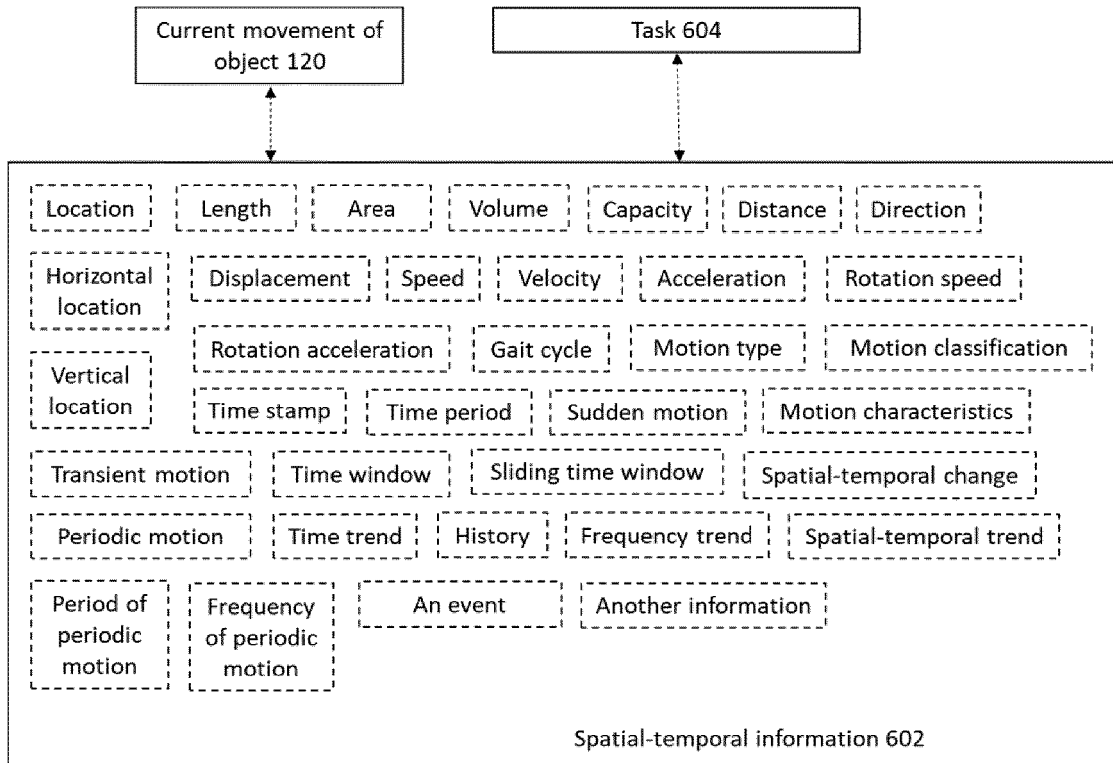 Current movement of
object 120
Task 604
Location
Length
Area
Volume
Capacity
Distance
Direction
Horizontal
location
Displacement
Speed
Velocity
Acceleration
Rotation speed
Vertical
location
Rotation acceleration
Gait cycle
Motion type
Motion classification
Time stamp
Time period
Sudden motion
Motion characteristics
Transient motion
Time window
Sliding time window
Spatial-temporal change
Periodic motion
Time trend
History
Frequency trend
Spatial-temporal trend
Period of
periodic
motion
Frequency
of periodic
motion
An event
Another information
Spatial-temporal information 602